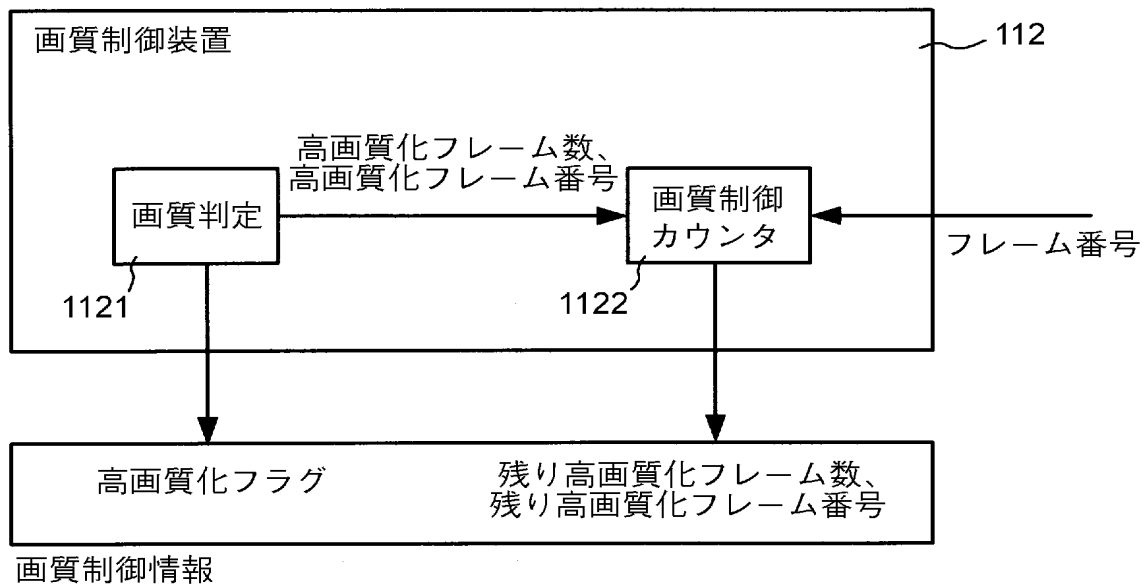 画質制御装置
112
高画質化フレーム数、
高画質化フレーム番号
画質判定
画質制御
カウンタ
フレーム番号
1121
1122
高画質化フラグ
残り高画質化フレーム数、
残り高画質化フレーム番号
画質制御情報